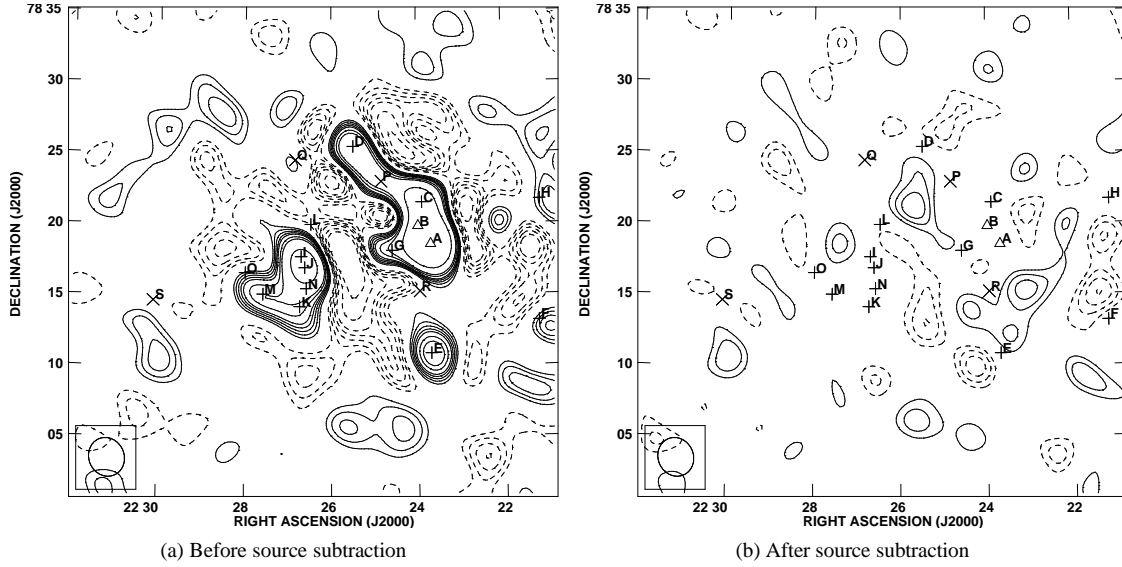 78 35
30
25
20
15
10
05
DECLINATION (J2000)
22 30
28
26
24
22
RIGHT ASCENSION (J2000)
Q
D
P
H
C
L
B
A
G
I
J
O
M
N
K
R
S
F
E
(a) Before source subtraction
78 35
30
25
20
15
10
05
DECLINATION (J2000)
28
26
24
22
22 30
RIGHT ASCENSION (J2000)
D
Q
P
H
C
L
B
A
G
I
J
O
M
N
K
R
S
F
E
(b) After source subtraction